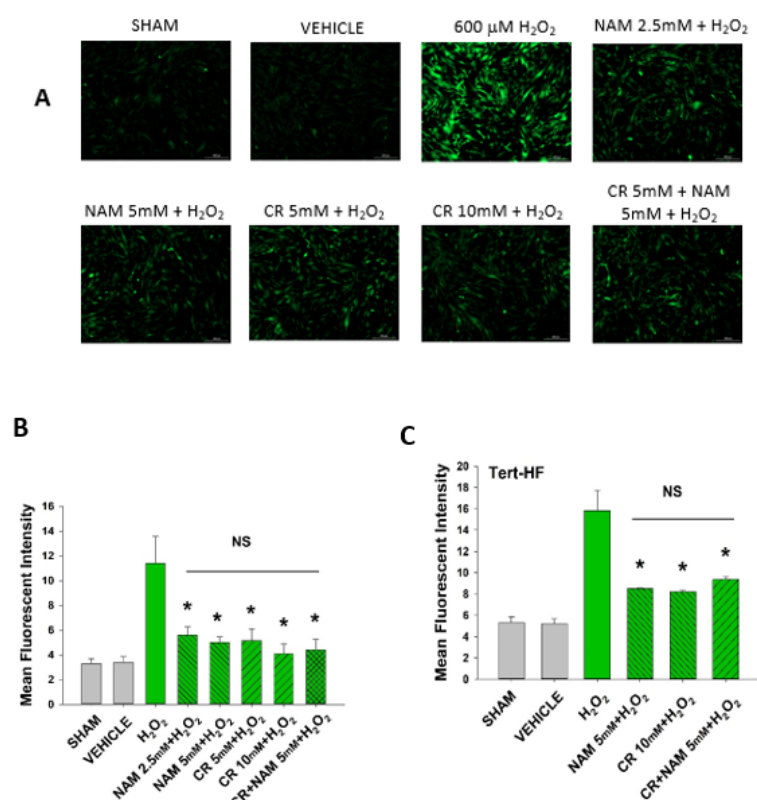 SHAM
VEHICLE
600 μM H₂O₂
NAM 2.5mM + H₂O₂
A
NAM 5mM + H₂O₂
CR 5mM + H₂O₂
CR 10mM + H₂O₂
CR 5mM + NAM
5mM + H₂O₂
B
Mean Fluorescent Intensity
16
14
12
10
8
6
4
2
0
NS
*
*
*
*
*
SHAM
VEHICLE
H₂O₂
NAM 2.5mM+H₂O₂
NAM 5mM+H₂O₂
CR 5mM+H₂O₂
CR 10mM+H₂O₂
CR+NAM 5mM+H₂O₂
C
Tert-HF
Mean Fluorescent Intensity
20
18
16
14
12
10
8
6
4
2
0
NS
*
*
*
SHAM
VEHICLE
H₂O₂
NAM 5mM+H₂O₂
CR 10mM+H₂O₂
CR+NAM 5mM+H₂O₂